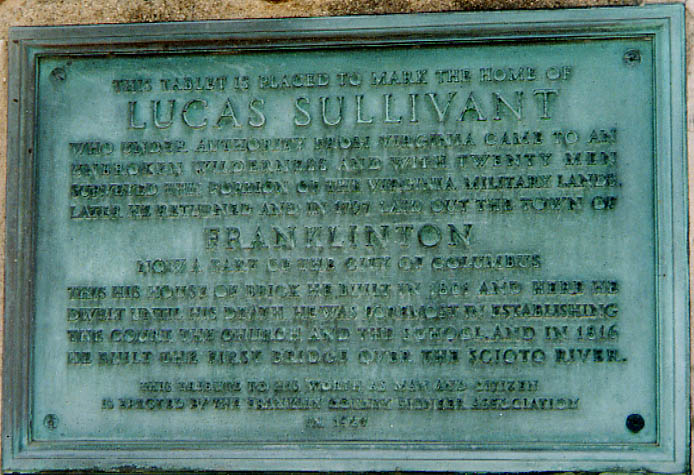 THIS TABLET IS PLACED TO MARK THE HOME OF
LUCAS SULLIVANT
WHO UNDER AUTHORITY FROM VIRGINIA CAME TO AN
UNBROKEN WILDERNESS AND WITH TWENTY MEN
SURVEYED THIS PORTION OF THE VIRGINIA MILITARY LANDS.
LATER HE RETURNED AND IN 1797 LAID OUT THE TOWN OF
FRANKLINTON
NOW A PART OF THE CITY OF COLUMBUS
THIS HIS HOUSE OF BRICK HE BUILT IN AND HERE HE
DWELT UNTIL HIS DEATH HE WAS FOREMOST IN ESTABLISHING
THE COURT THE CHURCH AND THE SCHOOL, AND IN 1816
HE BUILT THE FIRST BRIDGE OVER THE SCIOTO RIVER.
THIS TRIBUTE TO HIS WORTH AS MAN AND CITIZEN
IS ERECTED BY THE FRANKLIN COUNTY PIONEER ASSOCIATION
IN